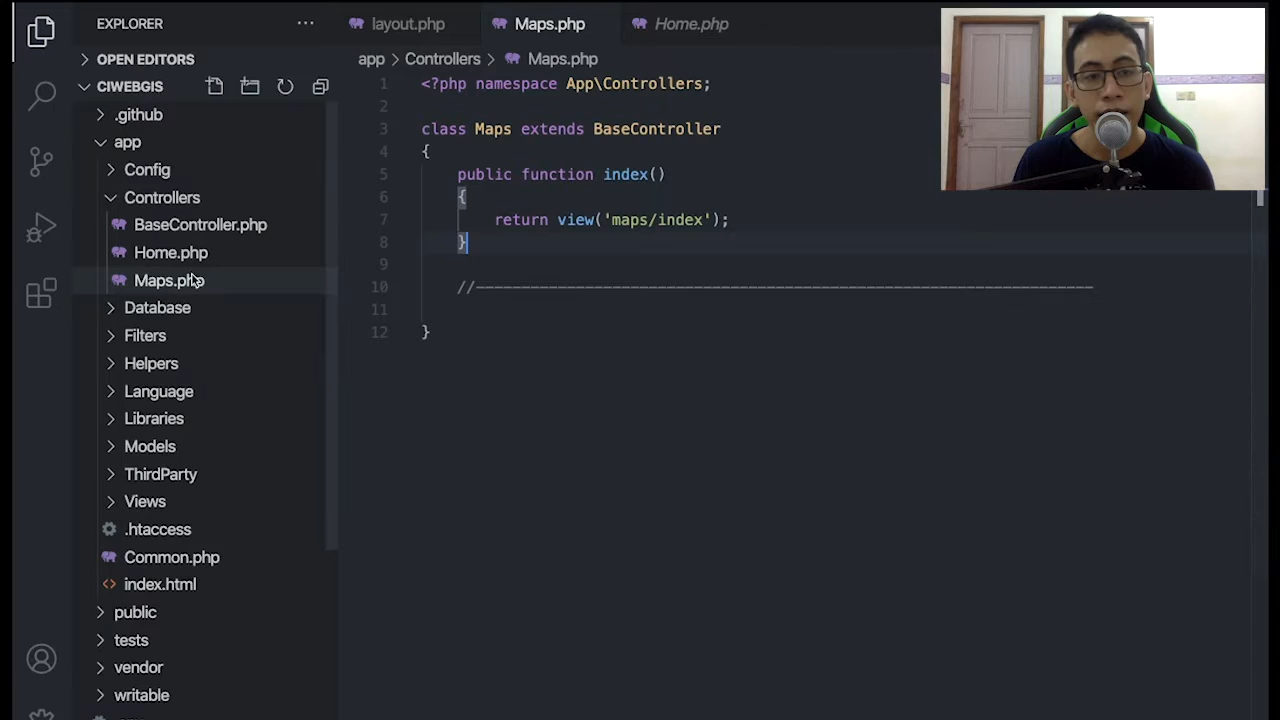 EXPLORER
OPEN EDITORS
CIWEBGIS
.github
app
Config
Controllers
BaseController.php
Home.php
Maps.php
Database
Filters
Helpers
Language
Libraries
Models
ThirdParty
Views
.htaccess
Common.php
index.html
public
tests
vendor
writable
layout.php
Maps.php
Home.php
app > Controllers > Maps.php
1 <?php namespace App\Controllers;
2
3 class Maps extends BaseController
4 {
5 public function index()
6 {
7 return view('maps/index');
8 }
9
10 //--------------------------------------------------------------------
11
12 }